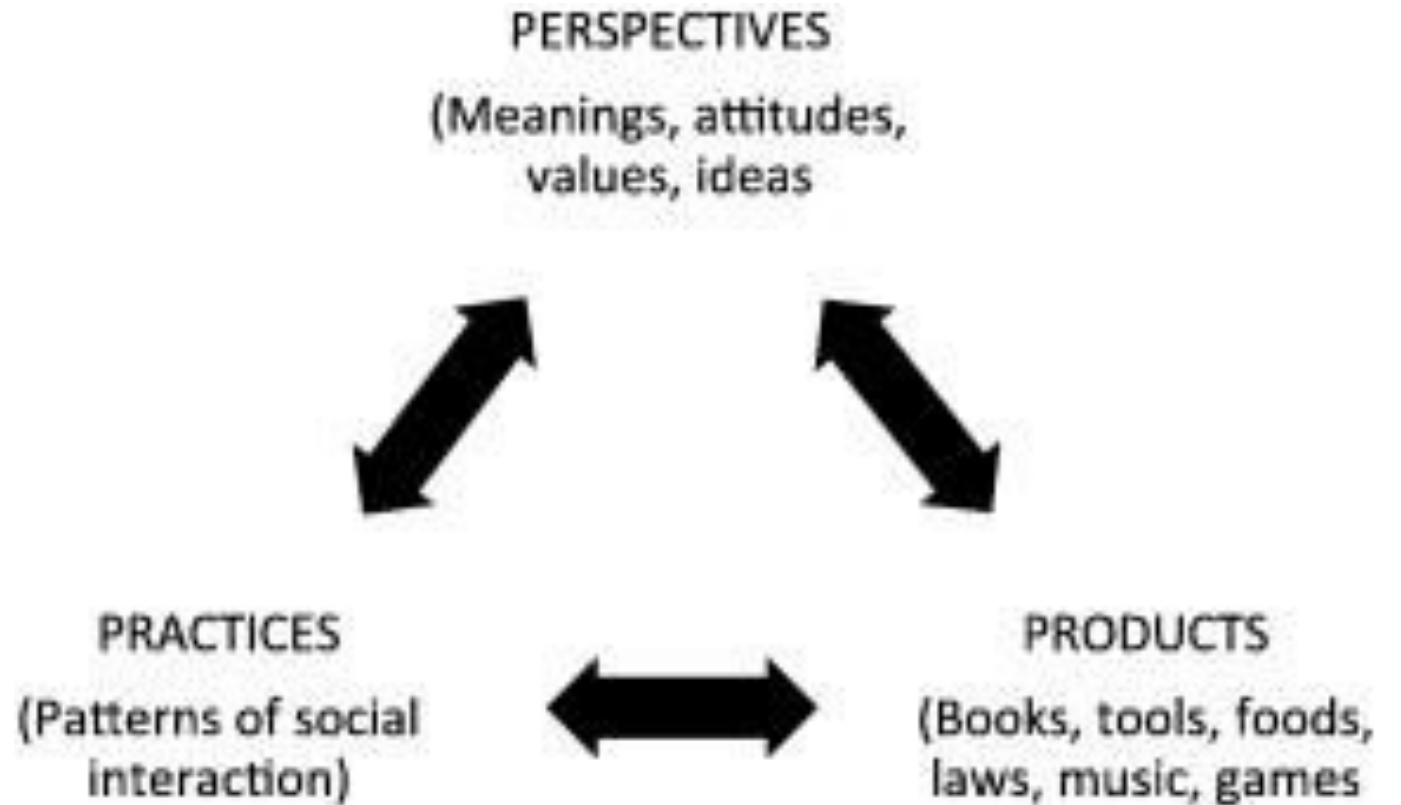 PERSPECTIVES
(Meanings, attitudes,
values, ideas
PRACTICES
(Patterns of social
interaction)
PRODUCTS
(Books, tools, foods,
laws, music, games